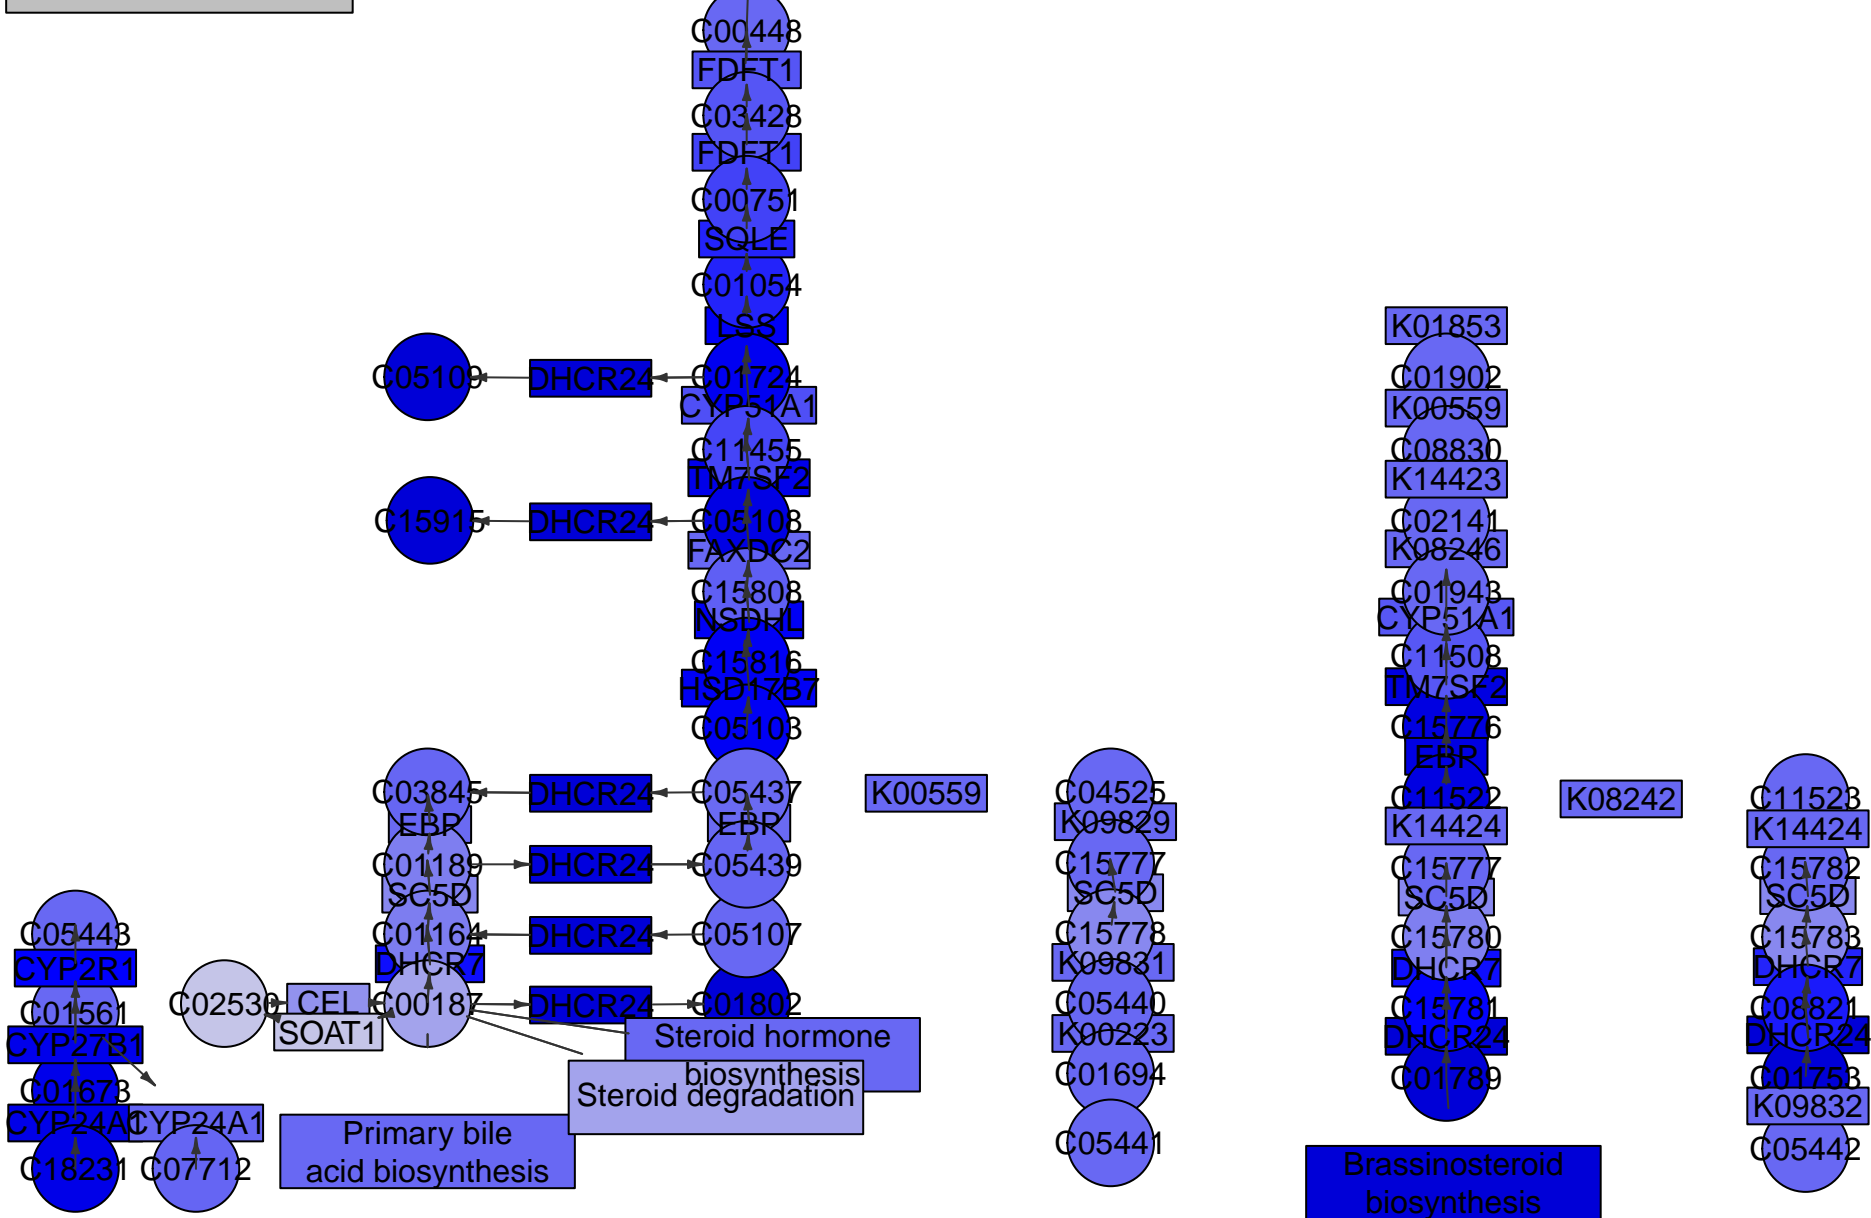 C00448
FDFT1
C03428
FDFT1
C00751
SQLE
C01054
LSS
C05109
DHCR24
C01724
CYP51A1
C11455
TM7SF2
C15915
DHCR24
C05108
FAXDC2
C15808
NSDHL
C15816
HSD17B7
C05103
C03845
DHCR24
C05437
EBP
EBP
C01189
DHCR24
C05439
SC5D
C01164
DHCR24
C05107
DHCR7
C02530
CEL
C00187
DHCR24
C01802
SOAT1
Steroid hormone
biosynthesis
Steroid degradation
Primary bile
acid biosynthesis
C05443
CYP2R1
C01561
CYP27B1
C01673
CYP24A1
CYP24A1
C18231
C07712
K00559
C04525
K09829
C15777
SC5D
C15778
K09831
C05440
K00223
C01694
C05441
K01853
C01902
K00559
C08830
K14423
C02141
K08246
C01943
CYP51A1
C11508
TM7SF2
C15776
EBP
C11522
K14424
C15777
SC5D
C15780
DHCR7
C15781
DHCR24
C01789
Brassinosteroid
biosynthesis
K08242
C11523
K14424
C15782
SC5D
C15783
DHCR7
C08821
DHCR24
C01753
K09832
C05442